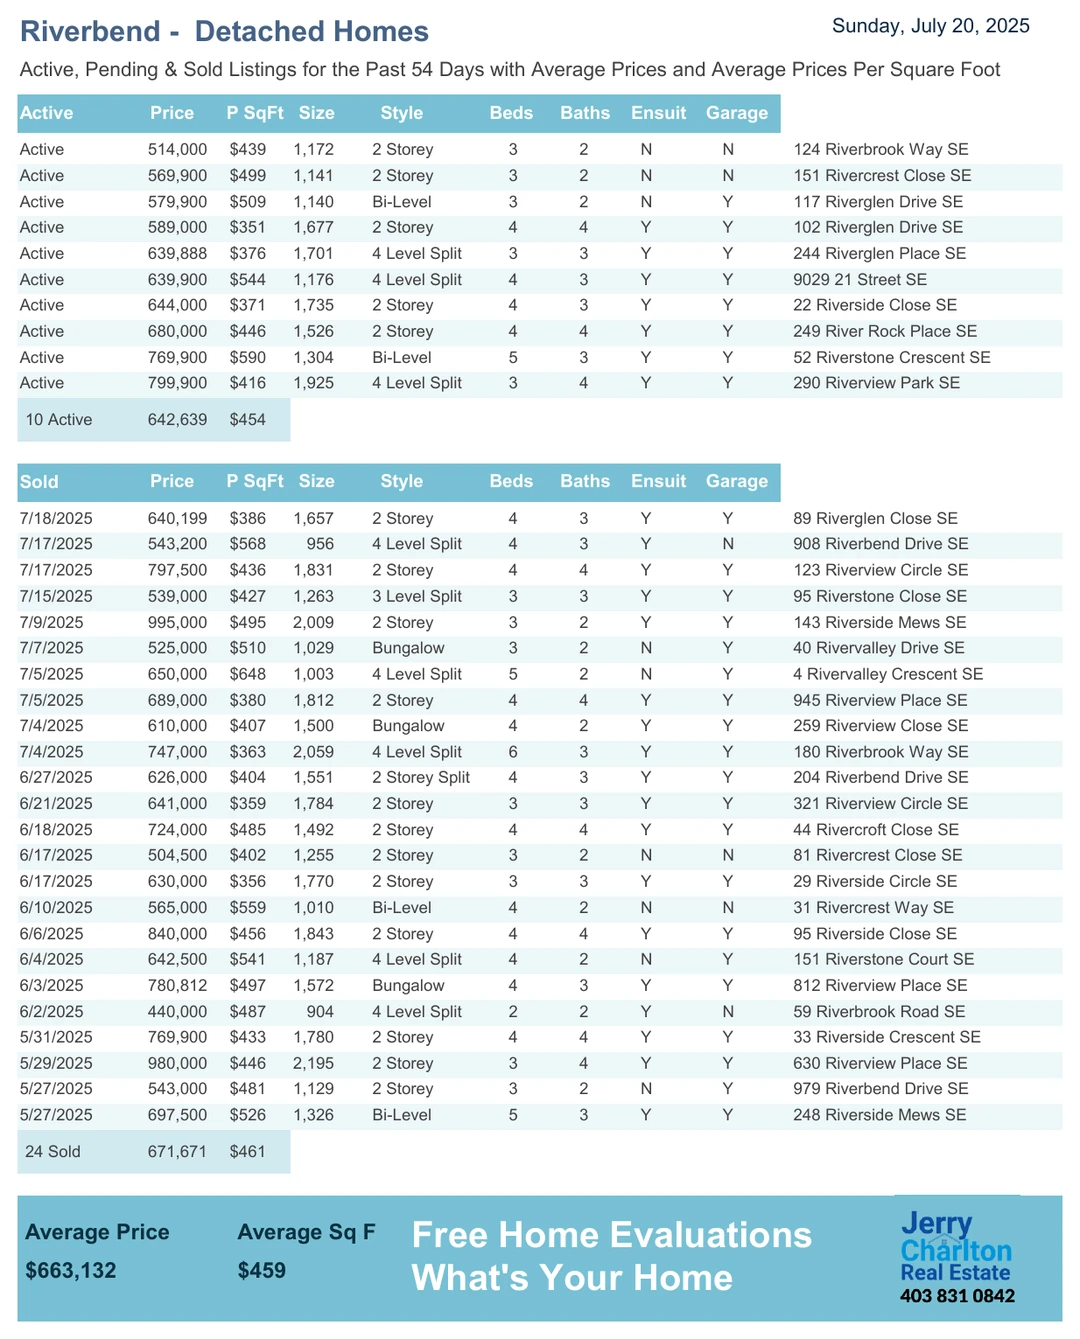 Riverbend - Detached Homes
Sunday, July 20, 2025
Active, Pending & Sold Listings for the Past 54 Days with Average Prices and Average Prices Per Square Foot
Active Price P SqFt Size Style Beds Baths Ensuit Garage
Active 514,000 $439 1,172 2 Storey 3 2 N N 124 Riverbrook Way SE
Active 569,900 $499 1,141 2 Storey 3 2 N N 151 Rivercrest Close SE
Active 579,900 $509 1,140 Bi-Level 3 2 N Y 117 Riverglen Drive SE
Active 589,000 $351 1,677 2 Storey 4 4 Y Y 102 Riverglen Drive SE
Active 639,888 $376 1,701 4 Level Split 3 3 Y Y 244 Riverglen Place SE
Active 639,900 $544 1,176 4 Level Split 4 3 Y Y 9029 21 Street SE
Active 644,000 $371 1,735 2 Storey 4 3 Y Y 22 Riverside Close SE
Active 680,000 $446 1,526 2 Storey 4 4 Y Y 249 River Rock Place SE
Active 769,900 $590 1,304 Bi-Level 5 3 Y Y 52 Riverstone Crescent SE
Active 799,900 $416 1,925 4 Level Split 3 4 Y Y 290 Riverview Park SE
10 Active 642,639 $454
Sold Price P SqFt Size Style Beds Baths Ensuit Garage
7/18/2025 640,199 $386 1,657 2 Storey 4 3 Y Y 89 Riverglen Close SE
7/17/2025 543,200 $568 956 4 Level Split 4 3 Y N 908 Riverbend Drive SE
7/17/2025 797,500 $436 1,831 2 Storey 4 4 Y Y 123 Riverview Circle SE
7/15/2025 539,000 $427 1,263 3 Level Split 3 3 Y Y 95 Riverstone Close SE
7/9/2025 995,000 $495 2,009 2 Storey 3 2 Y Y 143 Riverside Mews SE
7/7/2025 525,000 $510 1,029 Bungalow 3 2 N Y 40 Rivervalley Drive SE
7/5/2025 650,000 $648 1,003 4 Level Split 5 2 N Y 4 Rivervalley Crescent SE
7/5/2025 689,000 $380 1,812 2 Storey 4 4 Y Y 945 Riverview Place SE
7/4/2025 610,000 $407 1,500 Bungalow 4 2 Y Y 259 Riverview Close SE
7/4/2025 747,000 $363 2,059 4 Level Split 6 3 Y Y 180 Riverbrook Way SE
6/27/2025 626,000 $404 1,551 2 Storey Split 4 3 Y Y 204 Riverbend Drive SE
6/21/2025 641,000 $359 1,784 2 Storey 3 3 Y Y 321 Riverview Circle SE
6/18/2025 724,000 $485 1,492 2 Storey 4 4 Y Y 44 Rivercroft Close SE
6/17/2025 504,500 $402 1,255 2 Storey 3 2 N N 81 Rivercrest Close SE
6/17/2025 630,000 $356 1,770 2 Storey 3 3 Y Y 29 Riverside Circle SE
6/10/2025 565,000 $559 1,010 Bi-Level 4 2 N N 31 Rivercrest Way SE
6/6/2025 840,000 $456 1,843 2 Storey 4 4 Y Y 95 Riverside Close SE
6/4/2025 642,500 $541 1,187 4 Level Split 4 2 N Y 151 Riverstone Court SE
6/3/2025 780,812 $497 1,572 Bungalow 4 3 Y Y 812 Riverview Place SE
6/2/2025 440,000 $487 904 4 Level Split 2 2 Y N 59 Riverbrook Road SE
5/31/2025 769,900 $433 1,780 2 Storey 4 4 Y Y 33 Riverside Crescent SE
5/29/2025 980,000 $446 2,195 2 Storey 3 4 Y Y 630 Riverview Place SE
5/27/2025 543,000 $481 1,129 2 Storey 3 2 N Y 979 Riverbend Drive SE
5/27/2025 697,500 $526 1,326 Bi-Level 5 3 Y Y 248 Riverside Mews SE
24 Sold 671,671 $461
Average Price Average Sq F
$663,132 $459
Free Home Evaluations
What's Your Home
Jerry
Charlton
Real Estate
403 831 0842